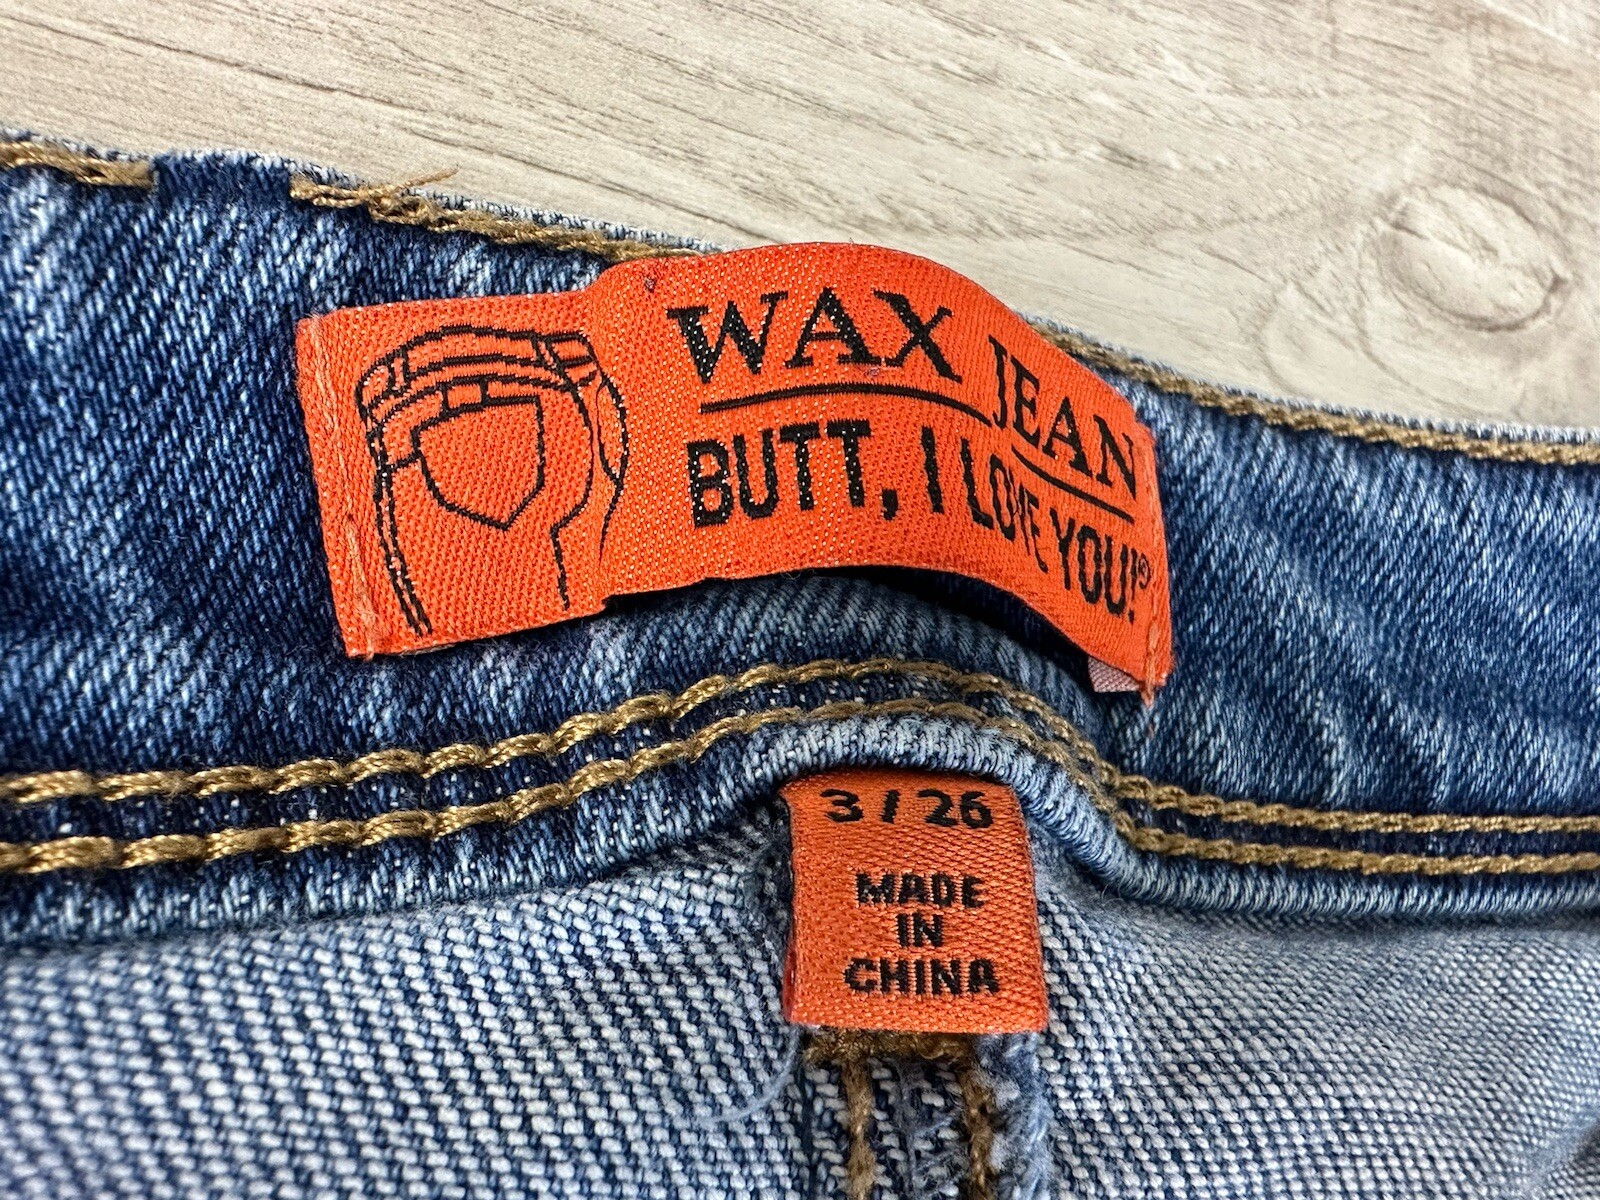 WAX JEAN
BUTT, I LOVE YOU!®
3 / 26
MADE
IN
CHINA